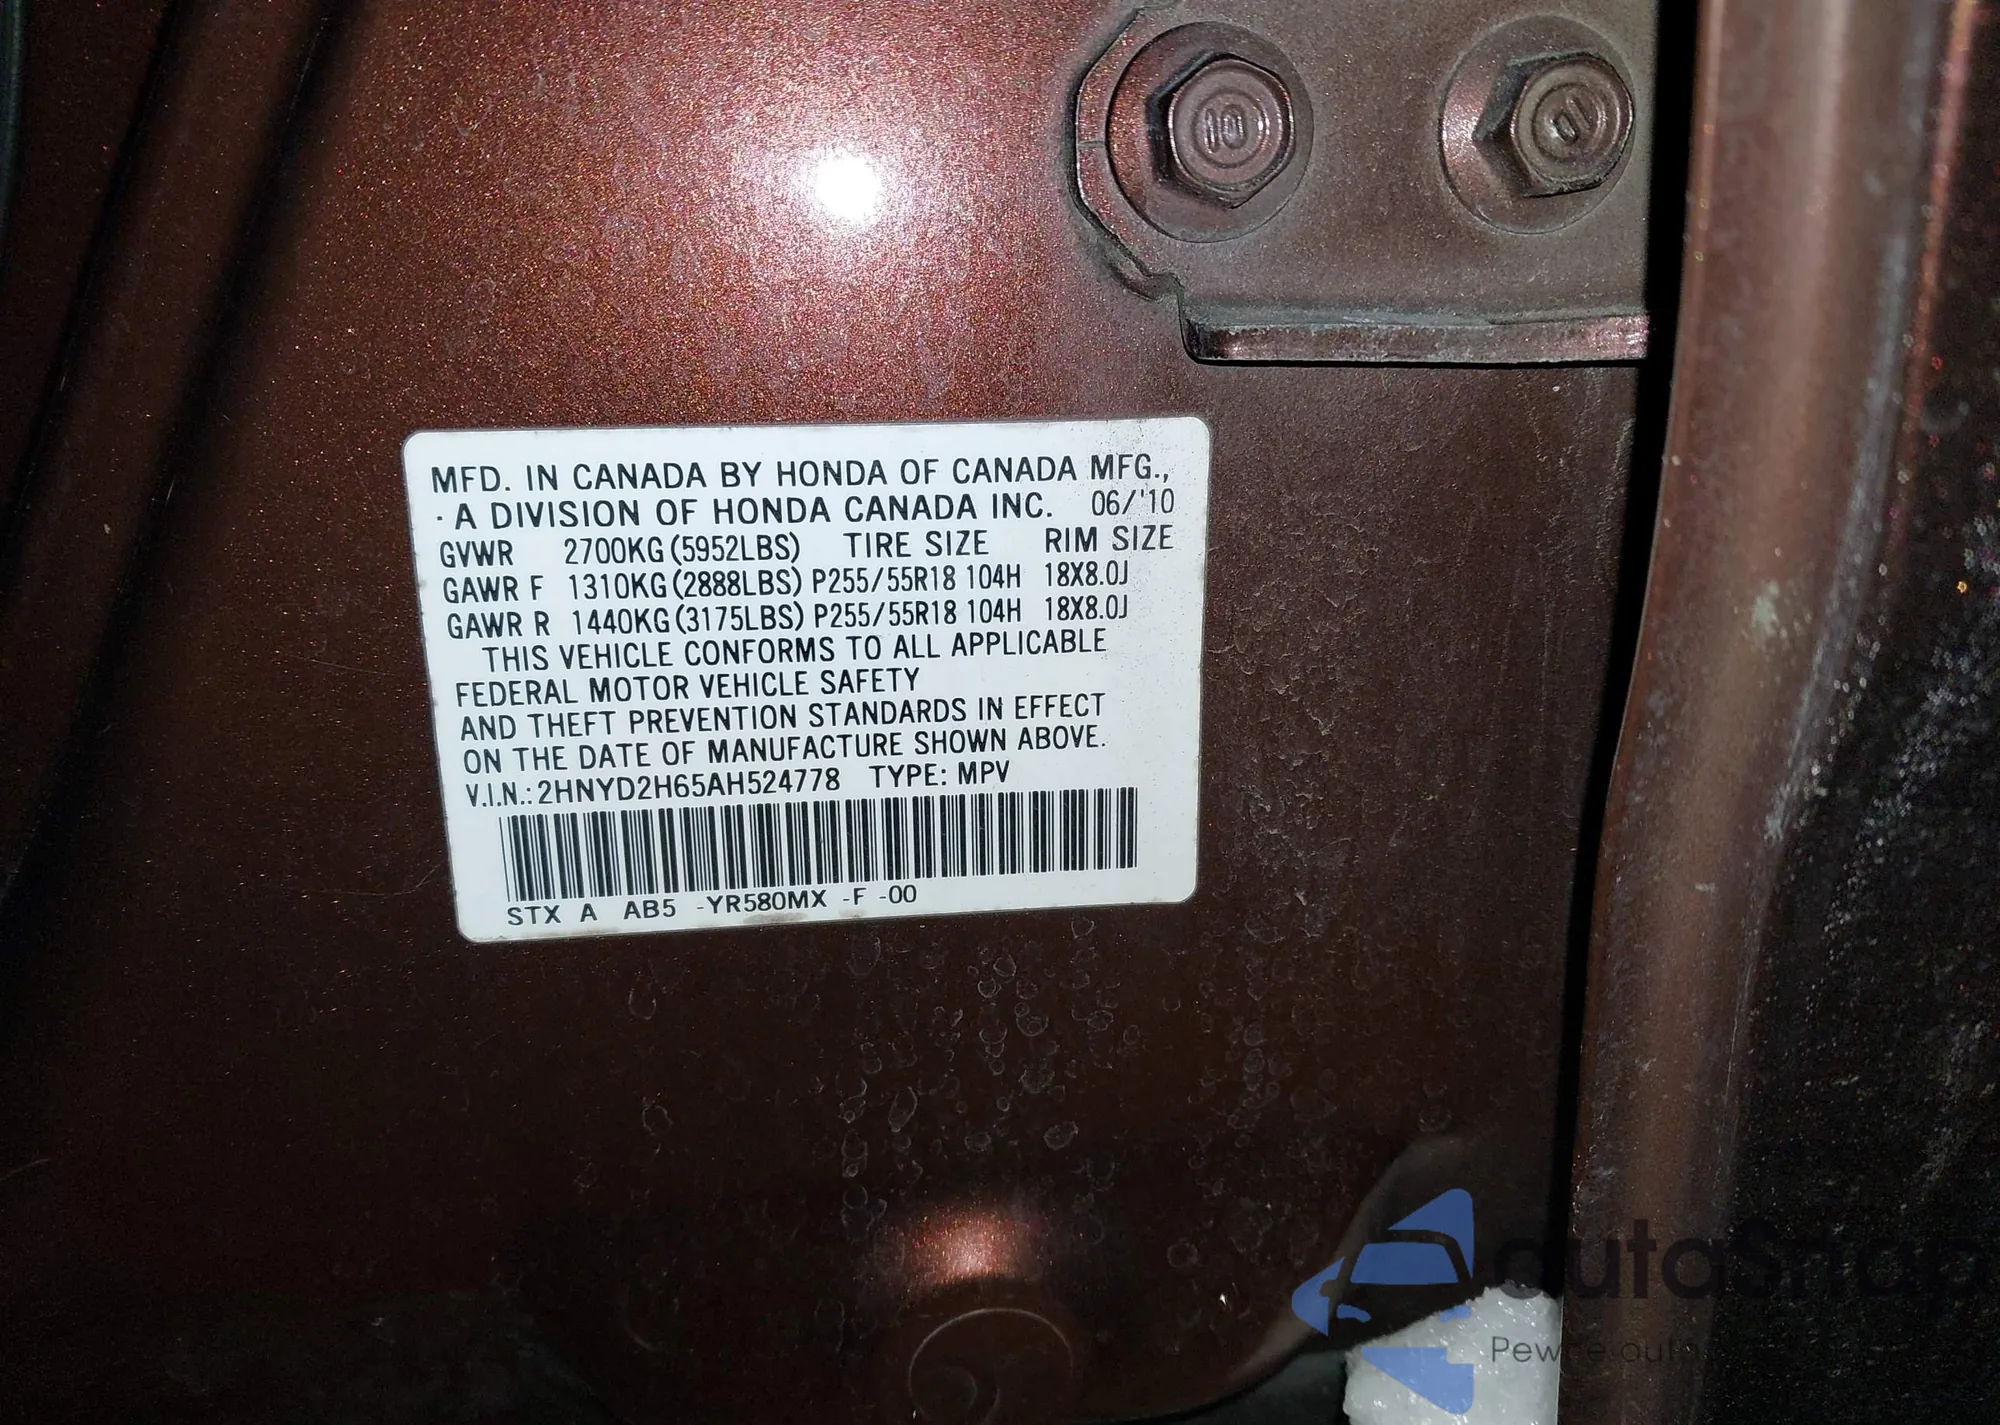 10
MFD. IN CANADA BY HONDA OF CANADA MFG.,
· A DIVISION OF HONDA CANADA INC. 06/'10
GVWR 2700KG(5952LBS) TIRE SIZE RIM SIZE
GAWR F 1310KG(2888LBS) P255/55R18 104H 18X8.0J
GAWR R 1440KG(3175LBS) P255/55R18 104H 18X8.0J
THIS VEHICLE CONFORMS TO ALL APPLICABLE
FEDERAL MOTOR VEHICLE SAFETY
AND THEFT PREVENTION STANDARDS IN EFFECT
ON THE DATE OF MANUFACTURE SHOWN ABOVE.
V.I.N.: 2HNYD2H65AH524778 TYPE: MPV
STX A AB5 -YR580MX -F -00
autaSnap